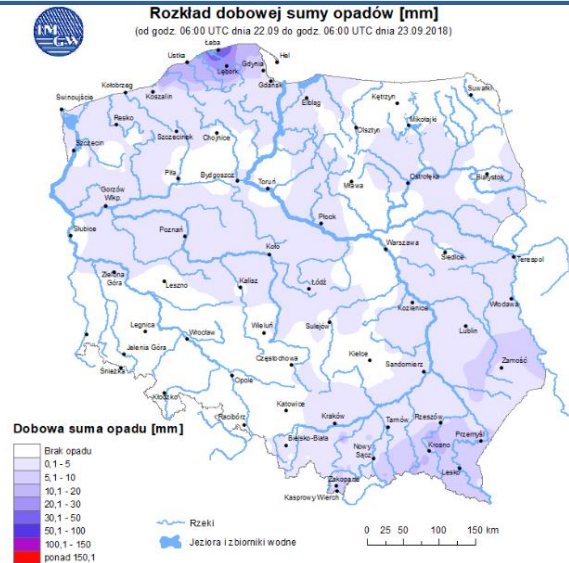 IM
GW
Rozkład dobowej sumy opadów [mm]
(od godz. 06:00 UTC dnia 22.09 do godz. 06:00 UTC dnia 23.09.2018)
Łeba
Ustka
Hel
Lębork
Gdynia
Gdańsk
Kołobrzeg
Koszalin
Świnoujście
Elbląg
Kętrzyn
Suwałki
Resko
Szczecinek
Chojnice
Olsztyn
Mikołajki
Szczecin
Piła
Bydgoszcz
Toruń
Mława
Ostrołęka
Białystok
Gorzów
Wlkp.
Płock
Słubice
Poznań
Koło
Warszawa
Siedlce
Terespol
Zielona
Góra
Leszno
Kalisz
Łódź
Kozienice
Włodawa
Legnica
Wrocław
Wieluń
Sulejów
Lublin
Jelenia Góra
Śnieżka
Częstochowa
Kielce
Sandomierz
Zamość
Kłodzko
Opole
Racibórz
Katowice
Kraków
Tarnów
Rzeszów
Przemyśl
Bielsko-Biała
Nowy
Sącz
Krosno
Lesko
Zakopane
Kasprowy Wierch
Dobowa suma opadu [mm]
Brak opadu
0,1 - 5
5,1 - 10
10,1 - 20
20,1 - 30
30,1 - 50
50,1 - 100
100,1 - 150
ponad 150,1
Rzeki
Jeziora i zbiorniki wodne
0 25 50 100 150 km